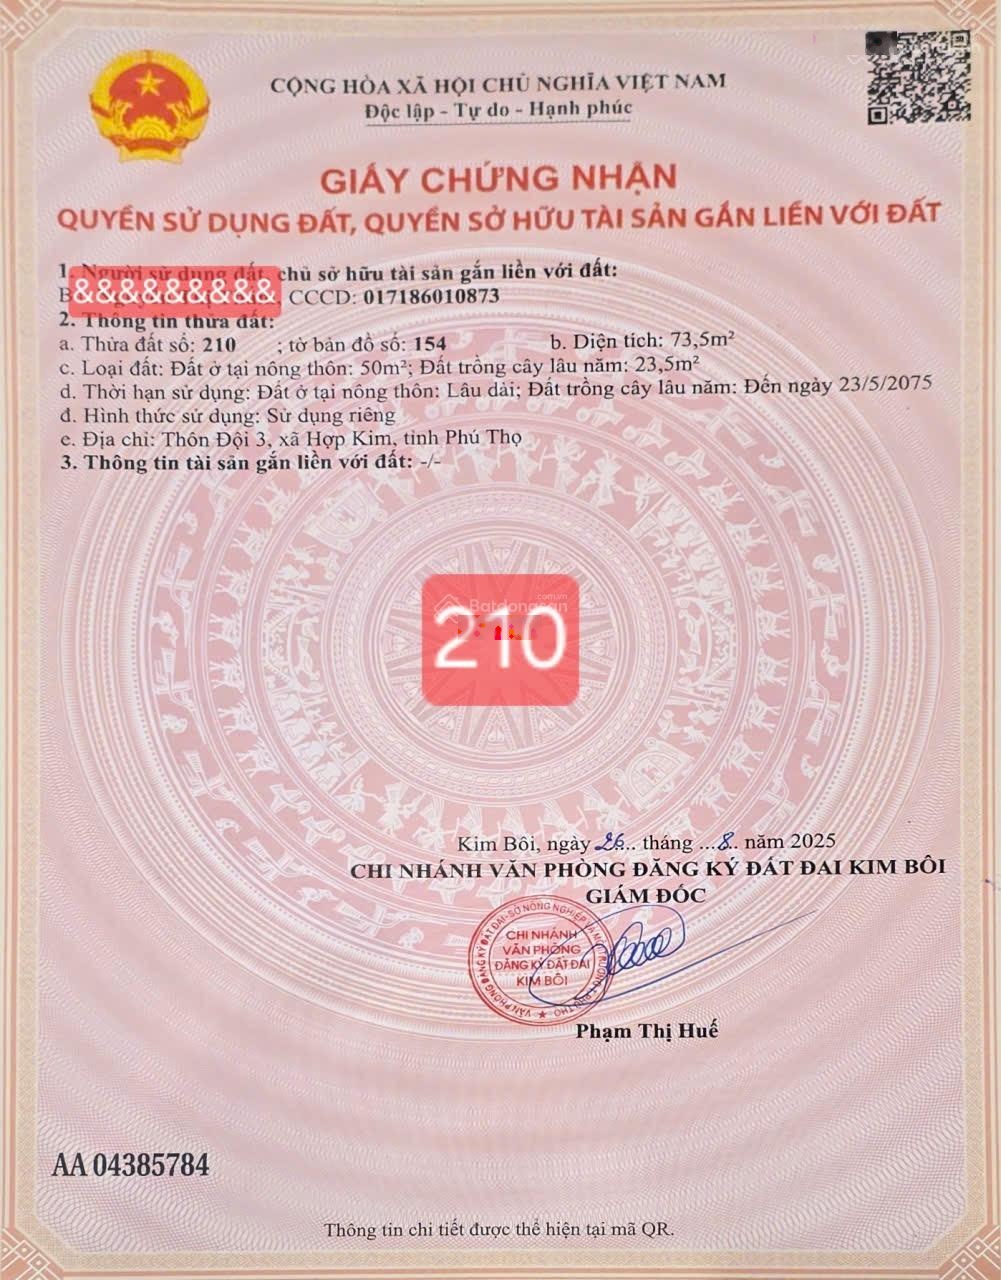 CỘNG HÒA XÃ HỘI CHỦ NGHĨA VIỆT NAM
Độc lập - Tự do - Hạnh phúc
GIẤY CHỨNG NHẬN
QUYỀN SỬ DỤNG ĐẤT, QUYỀN SỞ HỮU TÀI SẢN GẮN LIỀN VỚI ĐẤT
1. Người sử dụng đất, chủ sở hữu tài sản gắn liền với đất:
&&&&&&&&& , CCCD: 017186010873
2. Thông tin thửa đất:
a. Thửa đất số: 210 ; tờ bản đồ số: 154 b. Diện tích: 73,5m²
c. Loại đất: Đất ở tại nông thôn: 50m²; Đất trồng cây lâu năm: 23,5m²
d. Thời hạn sử dụng: Đất ở tại nông thôn: Lâu dài; Đất trồng cây lâu năm: Đến ngày 23/5/2075
đ. Hình thức sử dụng: Sử dụng riêng
e. Địa chỉ: Thôn Đội 3, xã Hợp Kim, tỉnh Phú Thọ
3. Thông tin tài sản gắn liền với đất: -/-
Batdongsan.com.vn
210
Kim Bôi, ngày 26.. tháng ...8.. năm 2025
CHI NHÁNH VĂN PHÒNG ĐĂNG KÝ ĐẤT ĐAI KIM BÔI
GIÁM ĐỐC
CHI NHÁNH
VĂN PHÒNG
ĐĂNG KÝ ĐẤT ĐAI
KIM BÔI
Phạm Thị Huế
AA 04385784
Thông tin chi tiết được thể hiện tại mã QR.